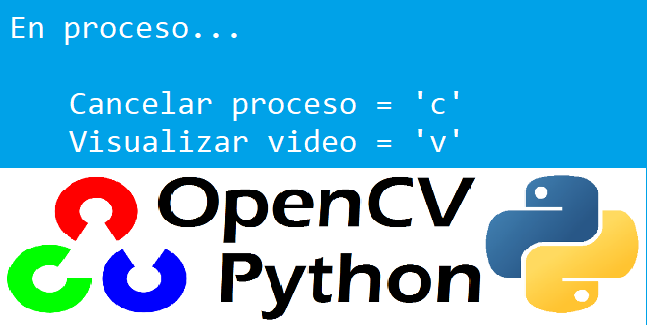 En proceso...
Cancelar proceso = 'c'
Visualizar video = 'v'
OpenCV
Python